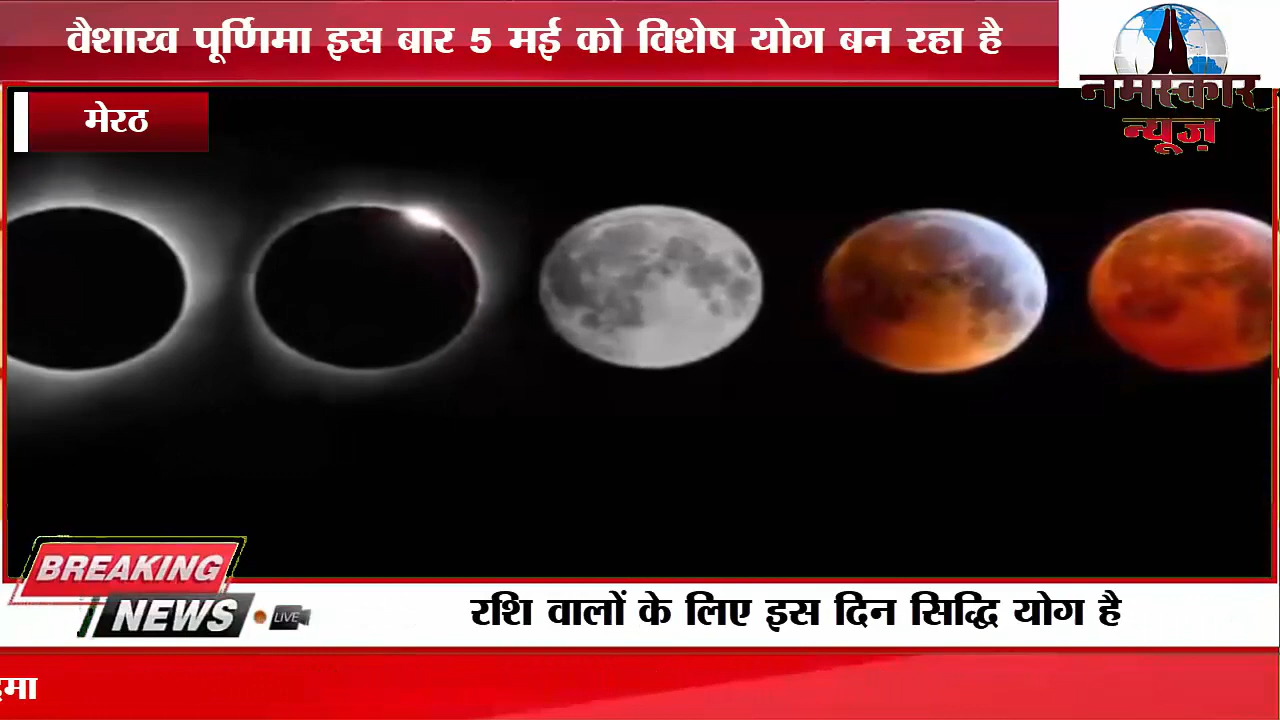 वैशाख पूर्णिमा इस बार 5 मई को विशेष योग बन रहा है
नमस्कार
न्यूज़
मेरठ
BREAKING
NEWS
LIVE
रशि वालों के लिए इस दिन सिद्धि योग है